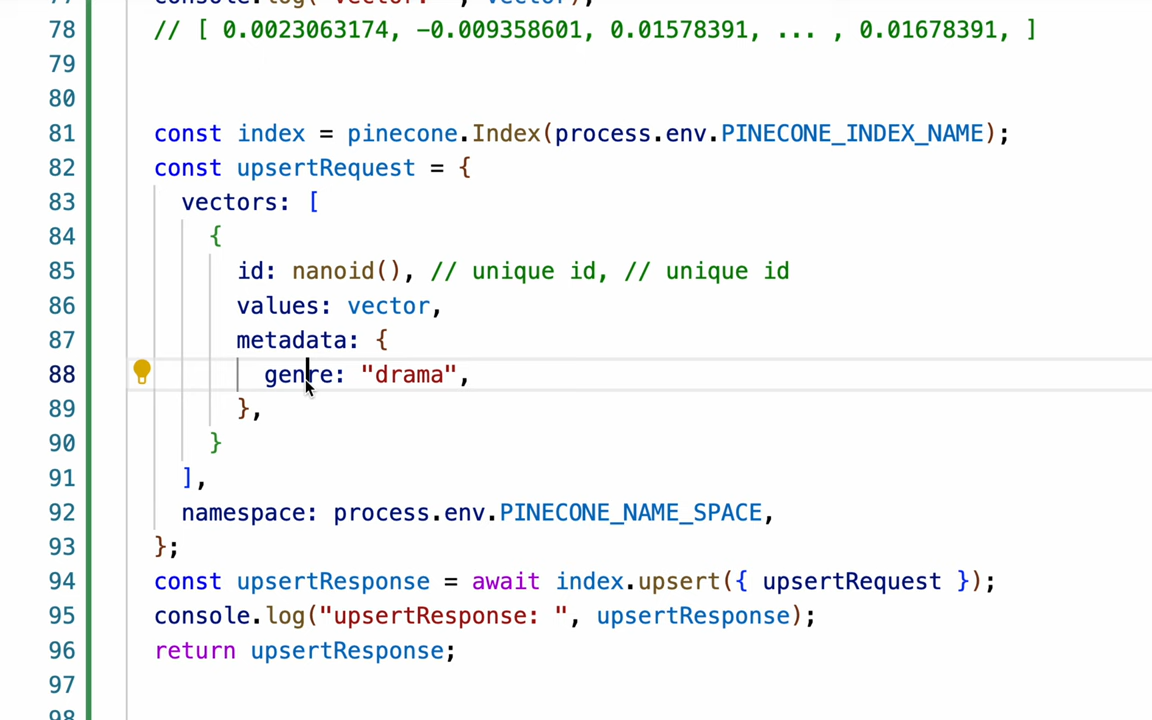 78 // [ 0.0023063174, -0.009358601, 0.01578391, ... , 0.01678391, ]
79
80
81 const index = pinecone.Index(process.env.PINECONE_INDEX_NAME);
82 const upsertRequest = {
83 vectors: [
84 {
85 id: nanoid(), // unique id, // unique id
86 values: vector,
87 metadata: {
88 genre: "drama",
89 },
90 }
91 ],
92 namespace: process.env.PINECONE_NAME_SPACE,
93 };
94 const upsertResponse = await index.upsert({ upsertRequest });
95 console.log("upsertResponse: ", upsertResponse);
96 return upsertResponse;
97
98